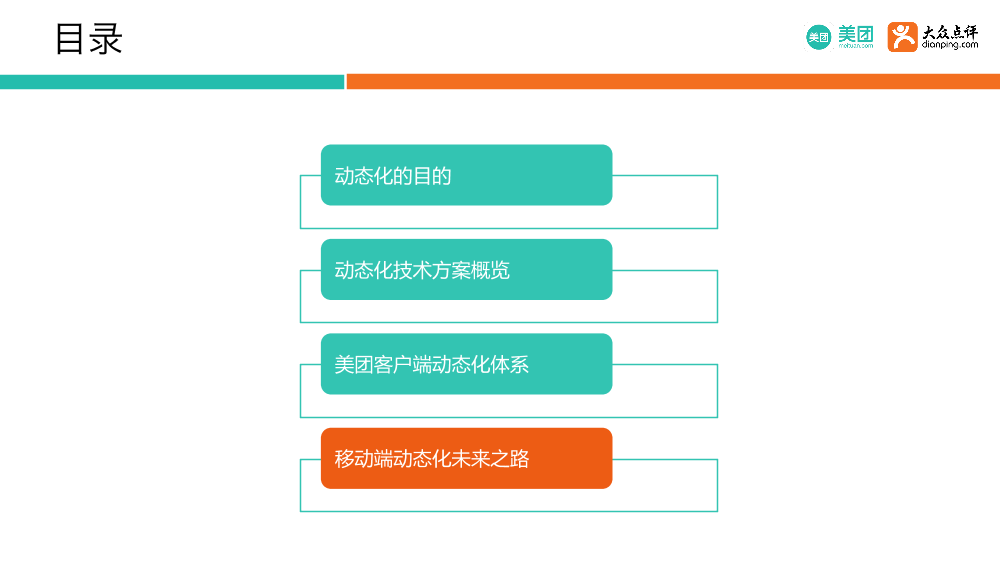 目录
美团
美团
meituan.com
大众点评
dianping.com
动态化的目的
动态化技术方案概览
美团客户端动态化体系
移动端动态化未来之路